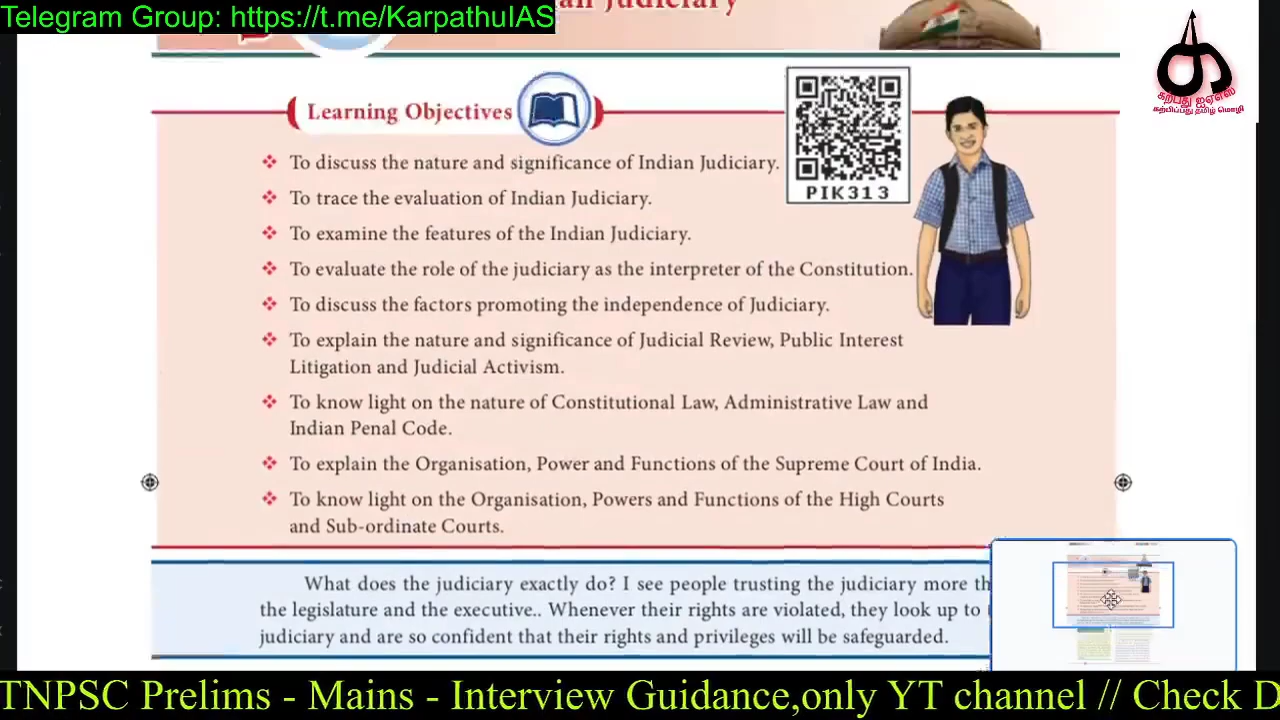 Telegram Group: https://t.me/KarpathuIAS
Judiciary
கற்பது ஐஏஎஸ்
கற்பிப்பது தமிழ் மொழி
Learning Objectives
PIK313
❖ To discuss the nature and significance of Indian Judiciary.
❖ To trace the evaluation of Indian Judiciary.
❖ To examine the features of the Indian Judiciary.
❖ To evaluate the role of the judiciary as the interpreter of the Constitution.
❖ To discuss the factors promoting the independence of Judiciary.
❖ To explain the nature and significance of Judicial Review, Public Interest
Litigation and Judicial Activism.
❖ To know light on the nature of Constitutional Law, Administrative Law and
Indian Penal Code.
❖ To explain the Organisation, Power and Functions of the Supreme Court of India.
❖ To know light on the Organisation, Powers and Functions of the High Courts
and Sub-ordinate Courts.
What does the judiciary exactly do? I see people trusting the judiciary more th
the legislature and the executive.. Whenever their rights are violated, they look up to
judiciary and are so confident that their rights and privileges will be safeguarded.
TNPSC Prelims - Mains - Interview Guidance,only YT channel // Check D